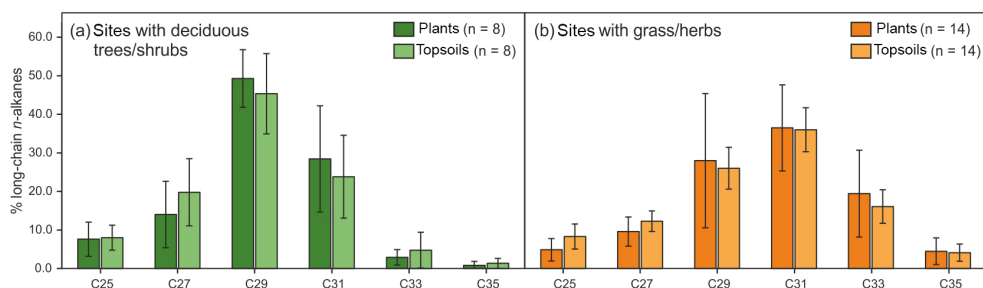 (a) Sites with deciduous
trees/shrubs
Plants (n = 8)
Topsoils (n = 8)
(b) Sites with grass/herbs
Plants (n = 14)
Topsoils (n = 14)
% long-chain n-alkanes
60.0
50.0
40.0
30.0
20.0
10.0
0.0
C25 C27 C29 C31 C33 C35 C25 C27 C29 C31 C33 C35